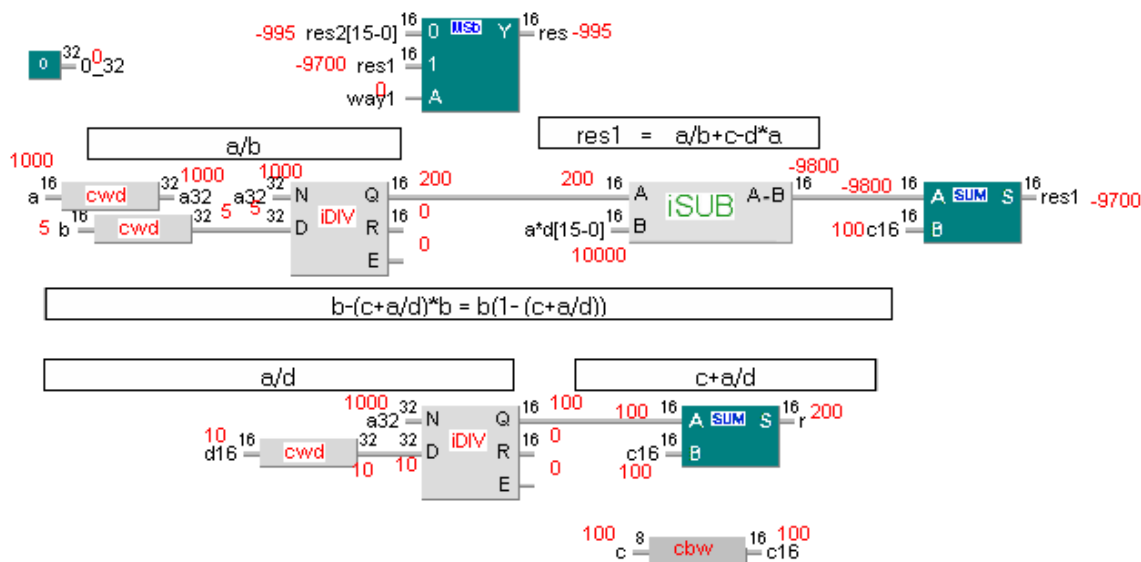 16 16
-995 res2[15-0] 0 MSb Y res -995
0 32 0 0_32
16
-9700 res1 1
0
way1 A
a/b
res1 = a/b+c-d*a
1000 1000 1000 -9800
16 32 32 16 16 16 16
a cwd a32 a32 N Q 200 200 A A-B -9800 A SUM S res1 -9700
16 32 5 5 32 iDIV 16 0 iSUB 16 16
5 b cwd D R a*d[15-0] B 100 c16 B
0 10000
E
b-(c+a/d)*b = b(1- (c+a/d))
a/d
c+a/d
1000 32 16 100 100 16 16
a32 N Q A SUM S r 200
10 16 32 32 iDIV 16 0 16
d16 cwd D R c16 B
10 10 0 100
E
100 8 16 100
c cbw c16